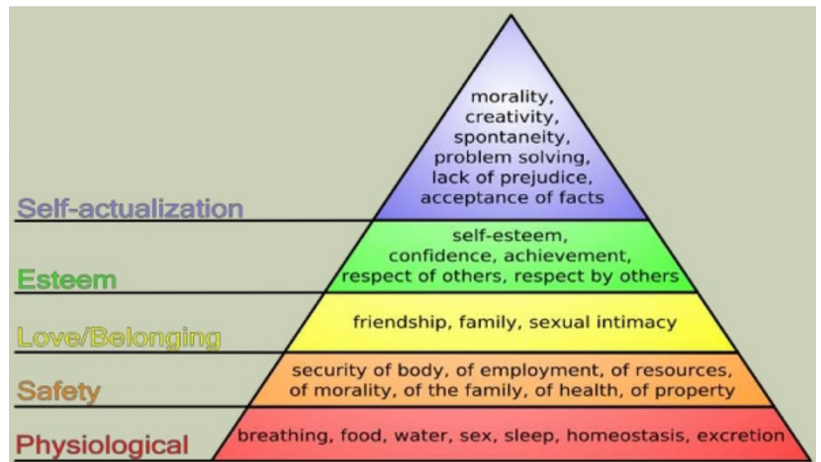 morality,
creativity,
spontaneity,
problem solving,
lack of prejudice,
acceptance of facts
Self-actualization
self-esteem,
confidence, achievement,
respect of others, respect by others
Esteem
friendship, family, sexual intimacy
Love/Belonging
security of body, of employment, of resources,
of morality, of the family, of health, of property
Safety
breathing, food, water, sex, sleep, homeostasis, excretion
Physiological